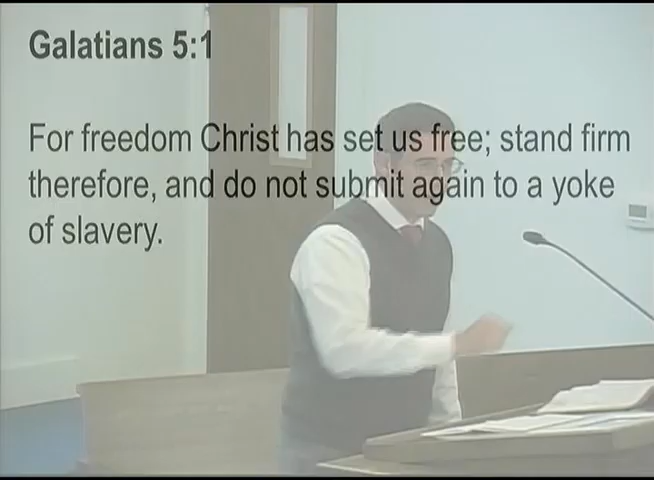 Galatians 5:1
For freedom Christ has set us free; stand firm
therefore, and do not submit again to a yoke
of slavery.